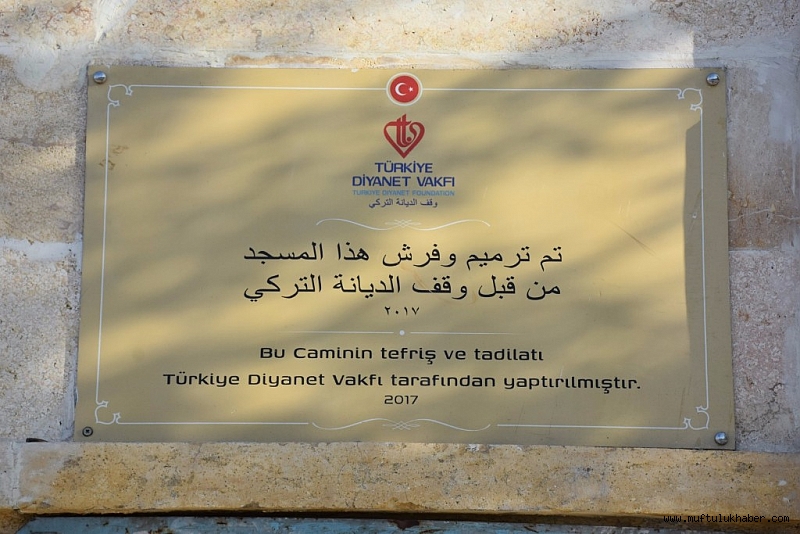 TÜRKİYE
DİYANET VAKFI
TURKIYE DIYANET FOUNDATION
وقف الديانة التركي
تم ترميم وفرش هذا المسجد
من قبل وقف الديانة التركي
٢٠١٧
Bu Caminin tefriş ve tadilatı
Türkiye Diyanet Vakfı tarafından yaptırılmıştır.
2017
www.muftulukhaber.com